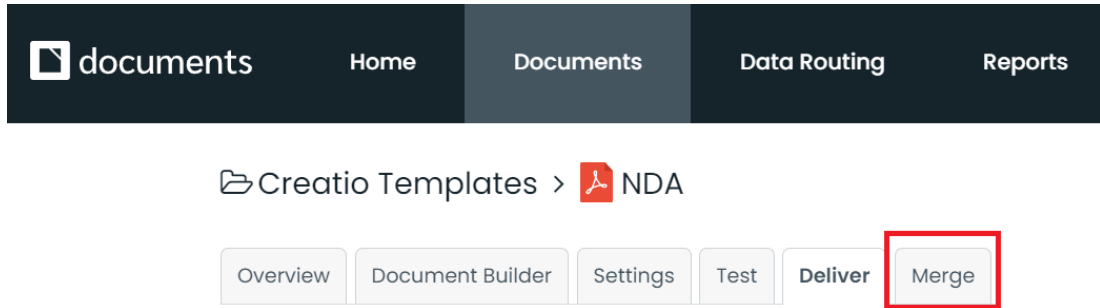 documents Home Documents Data Routing Reports
Creatio Templates > NDA
Overview Document Builder Settings Test Deliver Merge